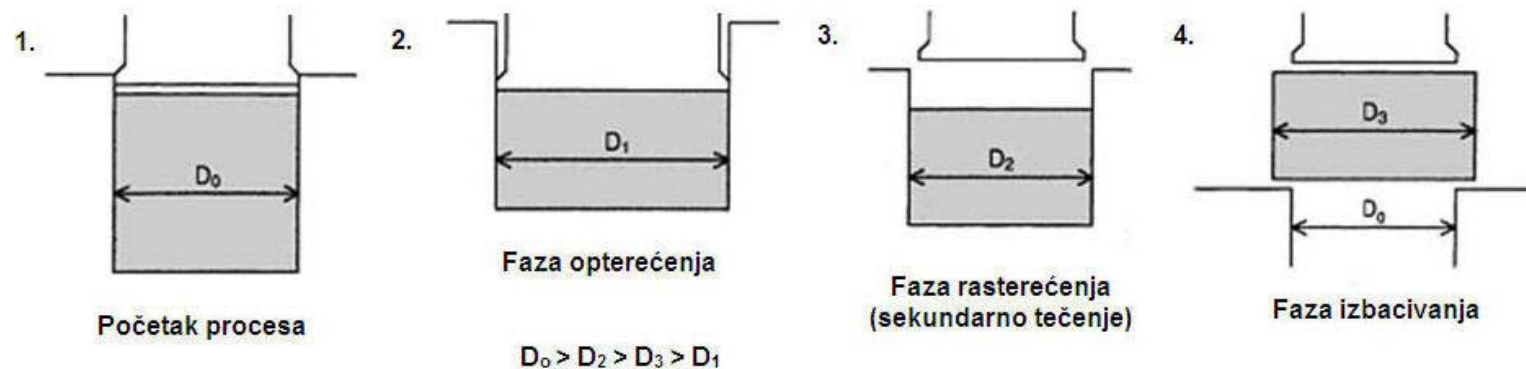 1.
D₀
Početak procesa
2.
D₁
Faza opterećenja
D₀ > D₂ > D₃ > D₁
3.
D₂
Faza rasterećenja
(sekundarno tečenje)
4.
D₃
D₀
Faza izbacivanja